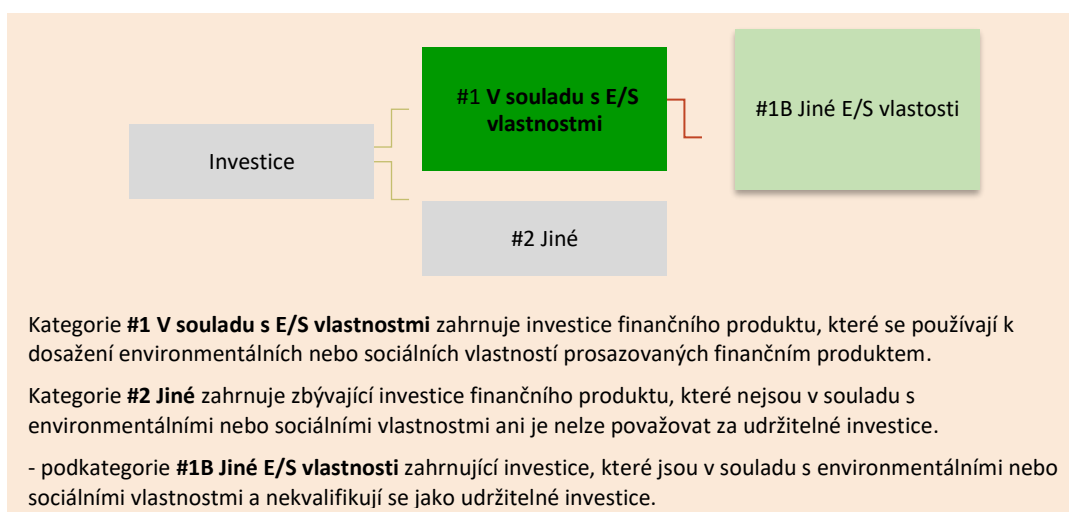 #1 V souladu s E/S
vlastnostmi
#1B Jiné E/S vlastosti
Investice
#2 Jiné
Kategorie #1 V souladu s E/S vlastnostmi zahrnuje investice finančního produktu, které se používají k
dosažení environmentálních nebo sociálních vlastností prosazovaných finančním produktem.
Kategorie #2 Jiné zahrnuje zbývající investice finančního produktu, které nejsou v souladu s
environmentálními nebo sociálními vlastnostmi ani je nelze považovat za udržitelné investice.
- podkategorie #1B Jiné E/S vlastnosti zahrnující investice, které jsou v souladu s environmentálními nebo
sociálními vlastnostmi a nekvalifikují se jako udržitelné investice.